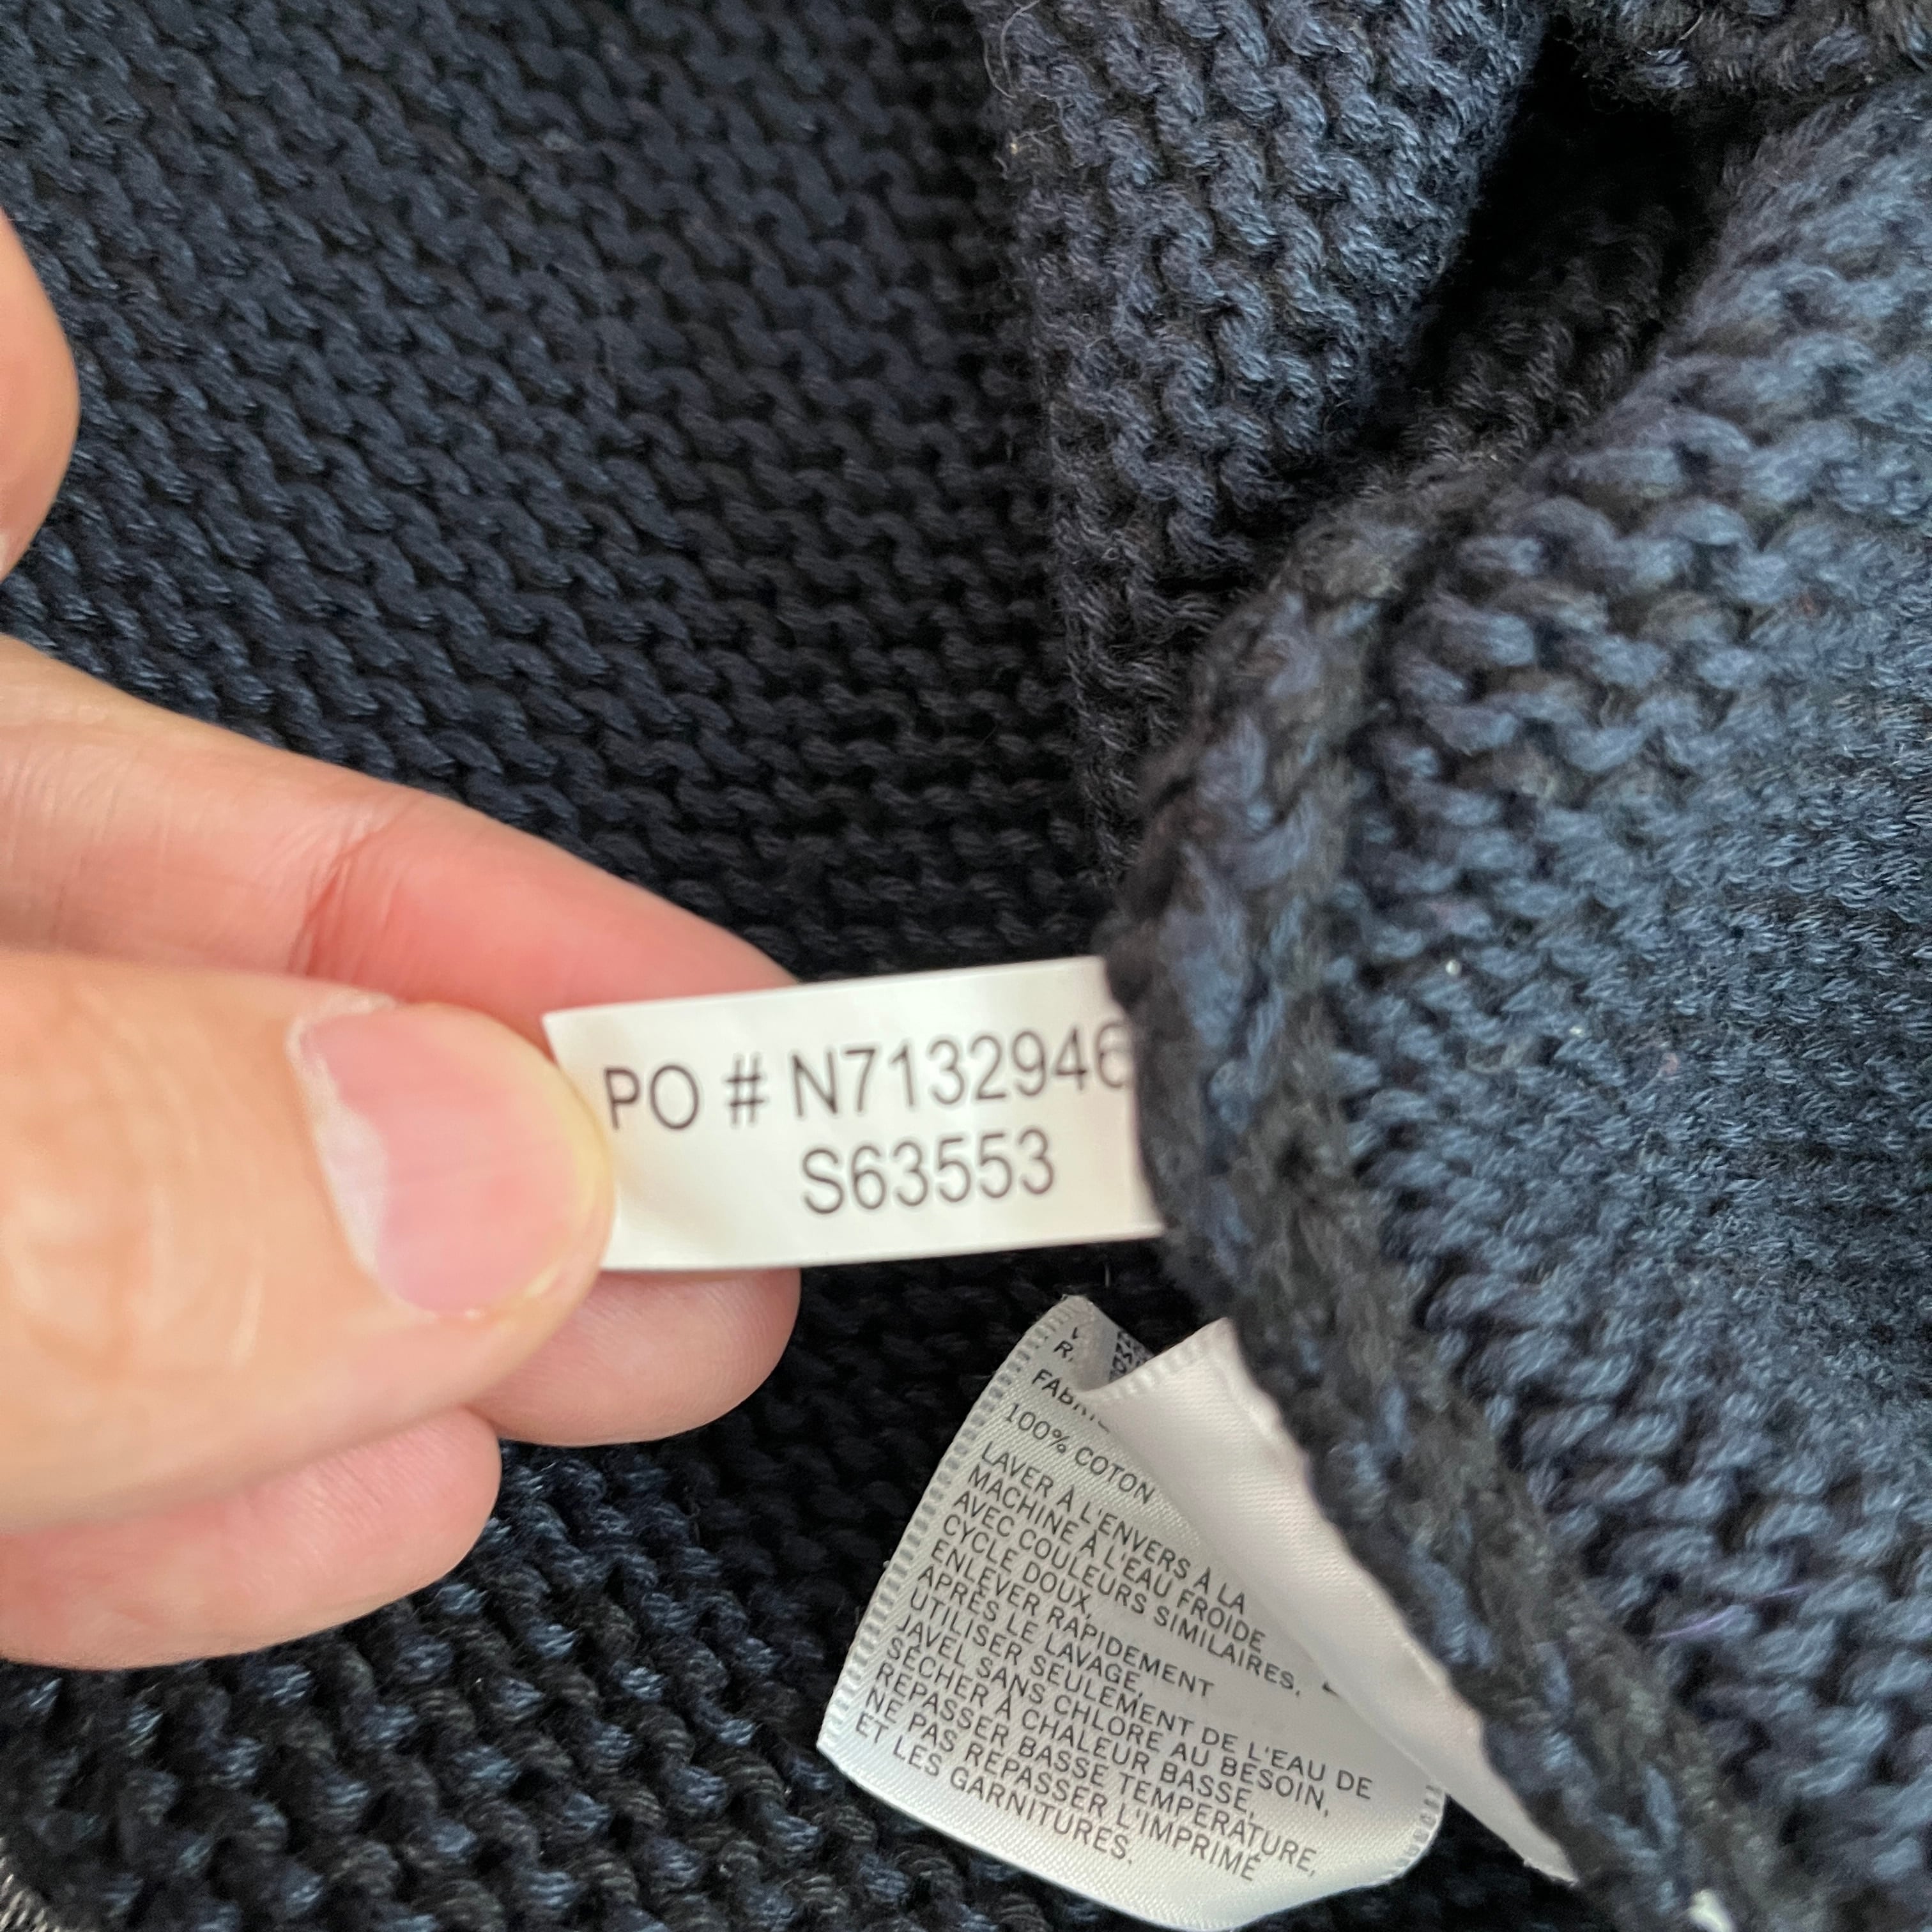 PO # N7132946
S63553
100% COTON
LAVER À L'ENVERS À LA
MACHINE À L'EAU FROIDE
AVEC COULEURS SIMILAIRES,
CYCLE DOUX,
ENLEVER RAPIDEMENT
APRÈS LE LAVAGE,
UTILISER SEULEMENT DE L'EAU DE
JAVEL SANS CHLORE AU BESOIN,
SÉCHER À CHALEUR BASSE,
REPASSER BASSE TEMPÉRATURE,
NE PAS REPASSER L'IMPRIMÉ
ET LES GARNITURES.